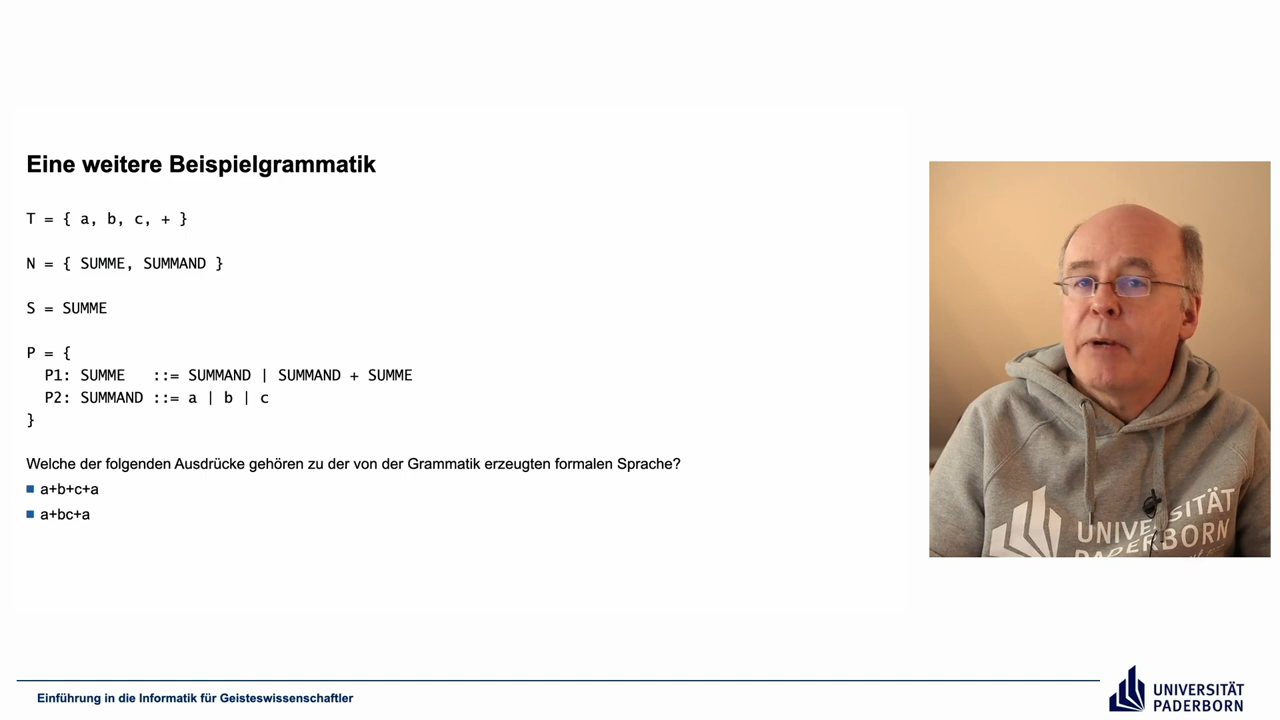 Eine weitere Beispielgrammatik
T = { a, b, c, + }
N = { SUMME, SUMMAND }
S = SUMME
P = {
P1: SUMME ::= SUMMAND | SUMMAND + SUMME
P2: SUMMAND ::= a | b | c
}
Welche der folgenden Ausdrücke gehören zu der von der Grammatik erzeugten formalen Sprache?
a+b+c+a
a+bc+a
UNIVERSITÄT
PADERBORN
Einführung in die Informatik für Geisteswissenschaftler
UNIVERSITÄT
PADERBORN